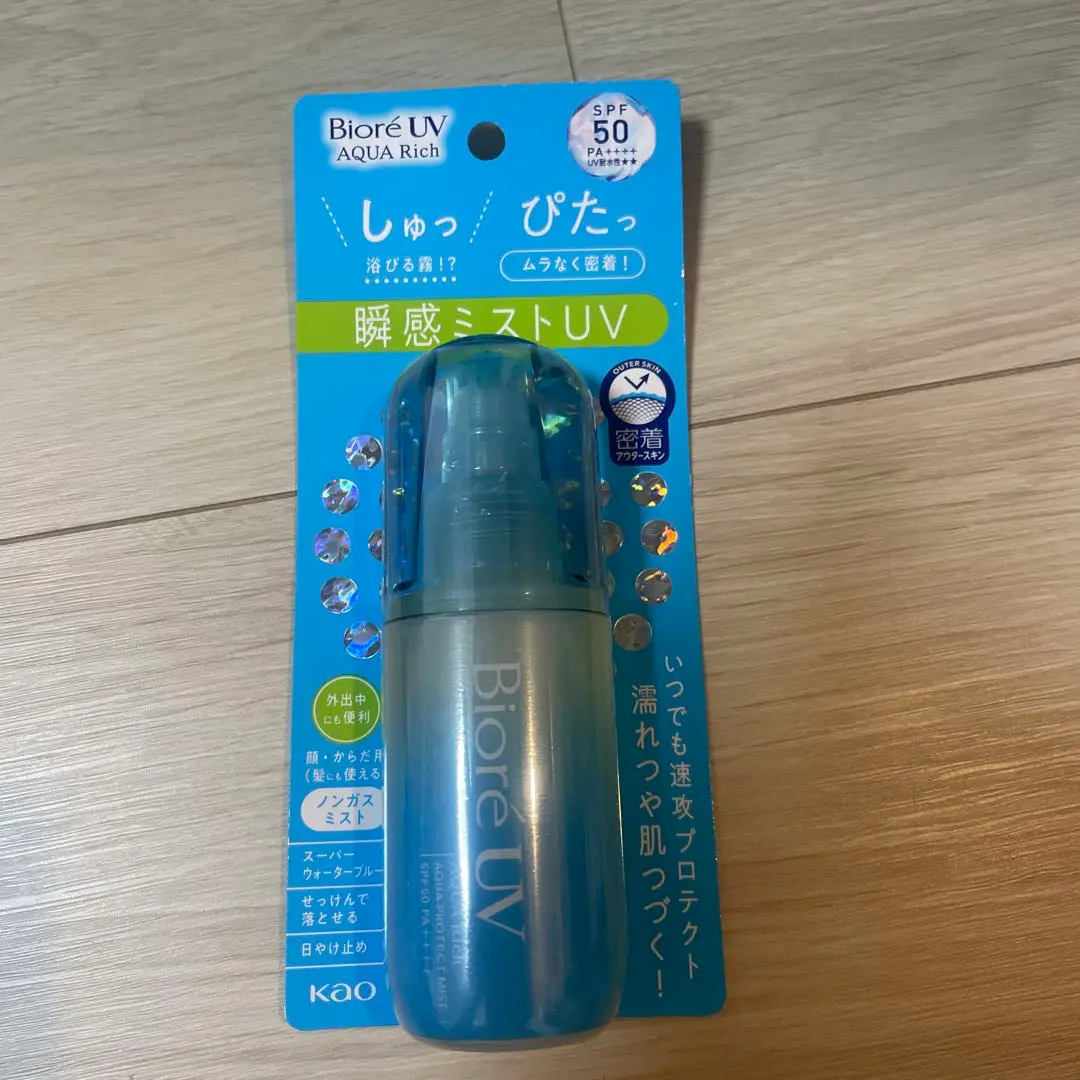 Bioré UV
AQUA Rich
SPF
50
PA++++
UV耐水性★★
しゅっ
浴びる霧!?
ぴたっ
ムラなく密着!
瞬感ミストUV
OUTER SKIN
密着
アウタースキン
外出中
にも便利
顔・からだ用
(髪にも使える
ノンガス
ミスト
スーパー
ウォータープルー
せっけんで
落とせる
日やけ止め
Kao
いつでも速攻プロテクト
濡れつや肌つづく!
Bioré UV
AQUA Rich
AQUA PROTECT MIST
SPF50 PA++++